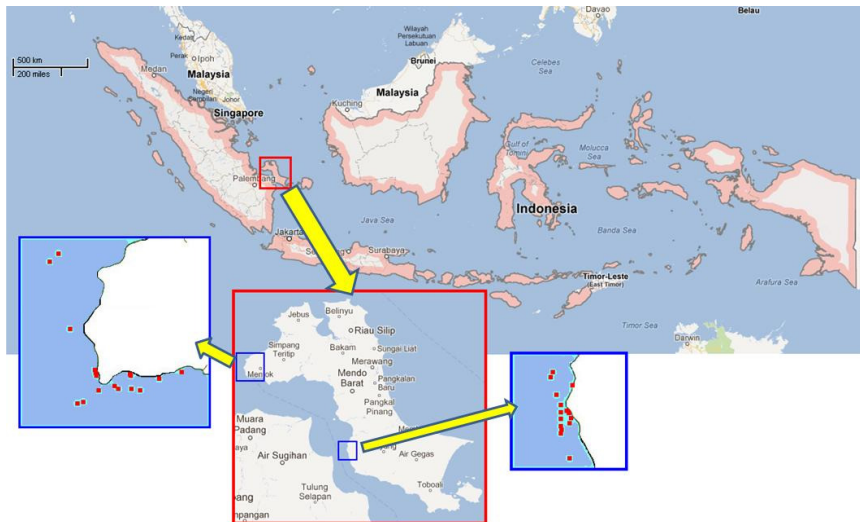 Davao
Belau
Wilayah
Persekutuan
Labuan
Kedah
Ipoh
Perak
Brunei
Celebes
Sea
500 km
200 miles
Medan
Malaysia
Malaysia
Negeri
Sembilan
Johor
Kuching
Singapore
Gulf of
Tomini
Molucca
Sea
Palembang
Indonesia
Java Sea
Jakarta
Surabaya
Banda Sea
Timor-Leste
(East Timor)
Arafura Sea
Timor Sea
Darwin
Jebus
Belinyu
Riau Silip
Simpang
Teritip
Bakam
Sungai Liat
Mentok
Merawang
Mendo
Barat
Pangkalan
Baru
Pangkal
Pinang
Muara
Padang
Air Sugihan
Air Gegas
Toboali
Tulung
Selapan